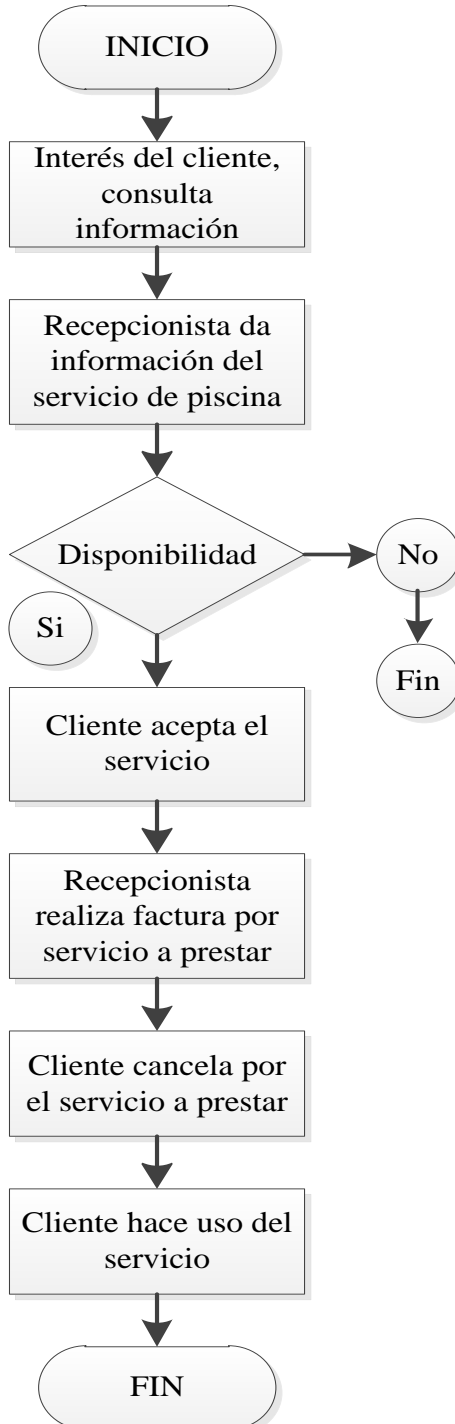 INICIO
Interés del cliente,
consulta
información
Recepcionista da
información del
servicio de piscina
Disponibilidad
No
Si
Fin
Cliente acepta el
servicio
Recepcionista
realiza factura por
servicio a prestar
Cliente cancela por
el servicio a prestar
Cliente hace uso del
servicio
FIN